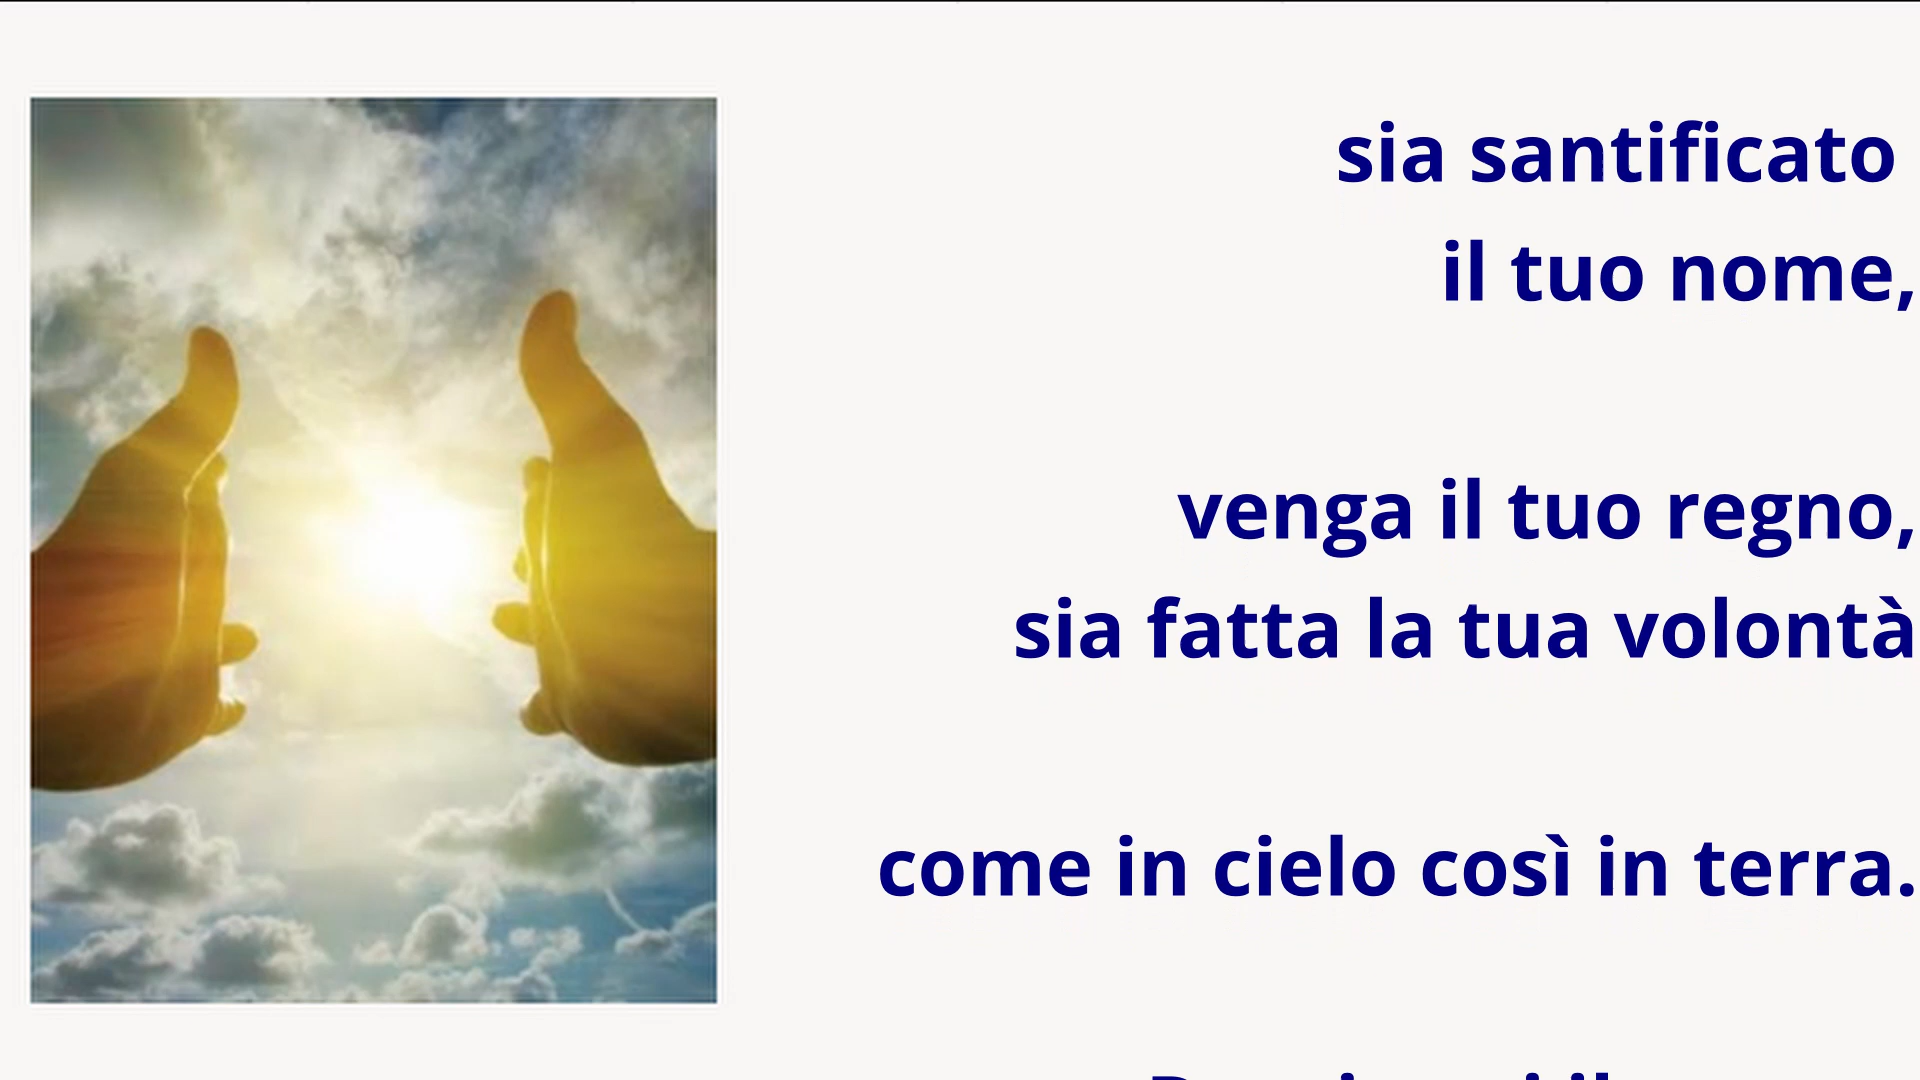 sia santificato
il tuo nome,
venga il tuo regno,
sia fatta la tua volontà
come in cielo così in terra.